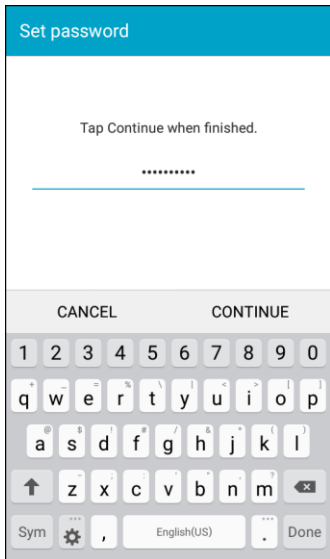 Set password
Tap Continue when finished.
••••••••••
CANCEL CONTINUE
1 2 3 4 5 6 7 8 9 0
q w e r t y u i o p
a s d f g h j k l
z x c v b n m
Sym , English(US) . Done